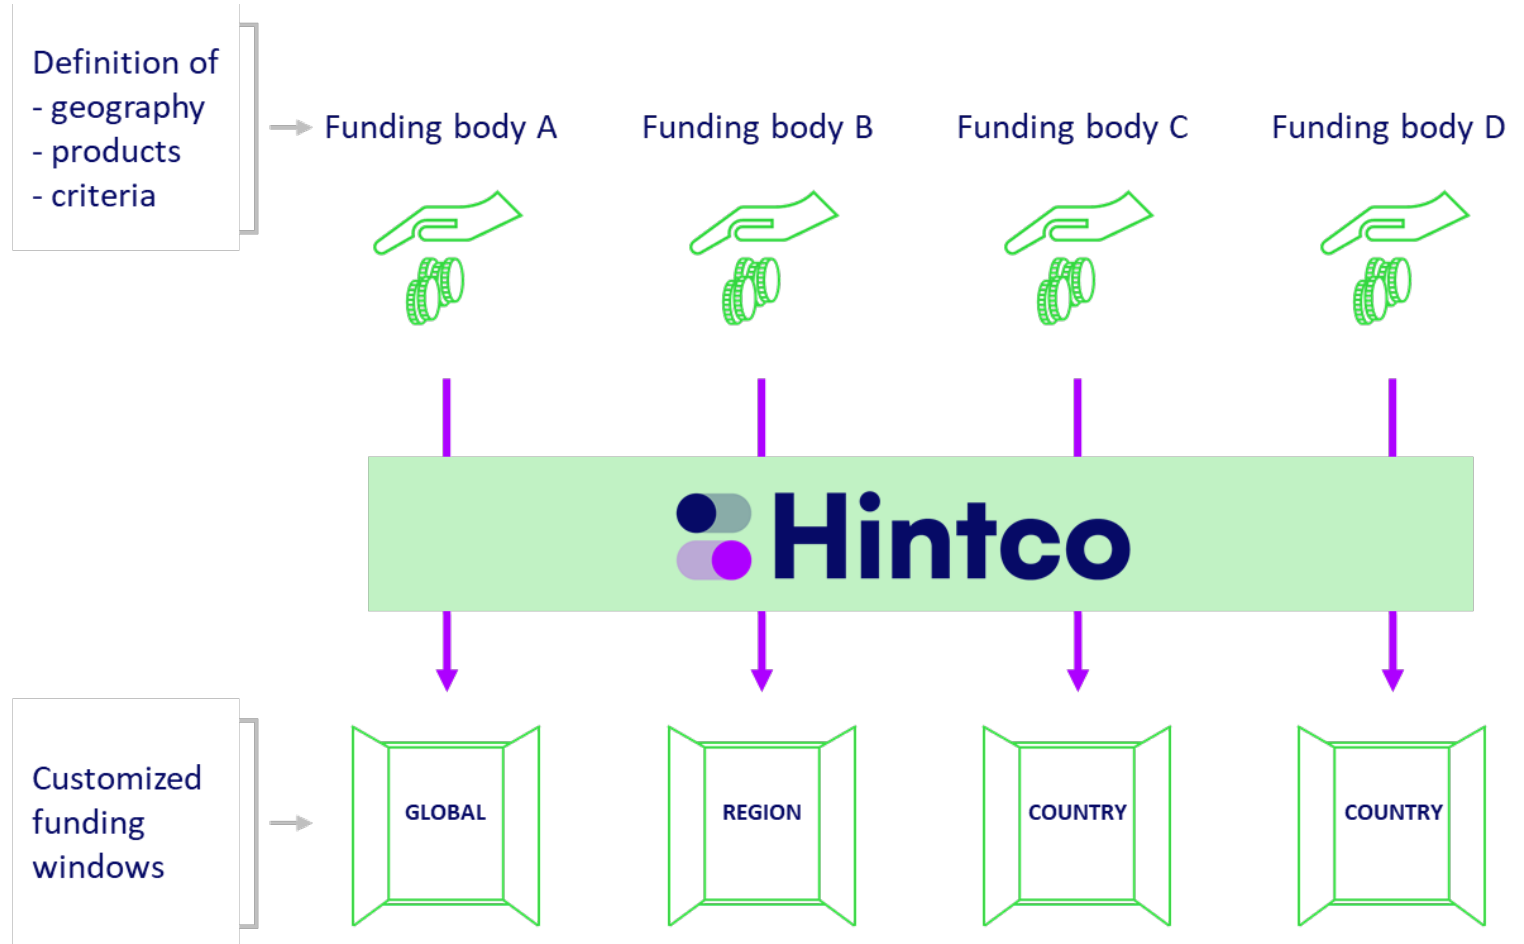 Definition of
- geography
- products
- criteria
Funding body A
Funding body B
Funding body C
Funding body D
Hintco
Customized
funding
windows
GLOBAL
REGION
COUNTRY
COUNTRY